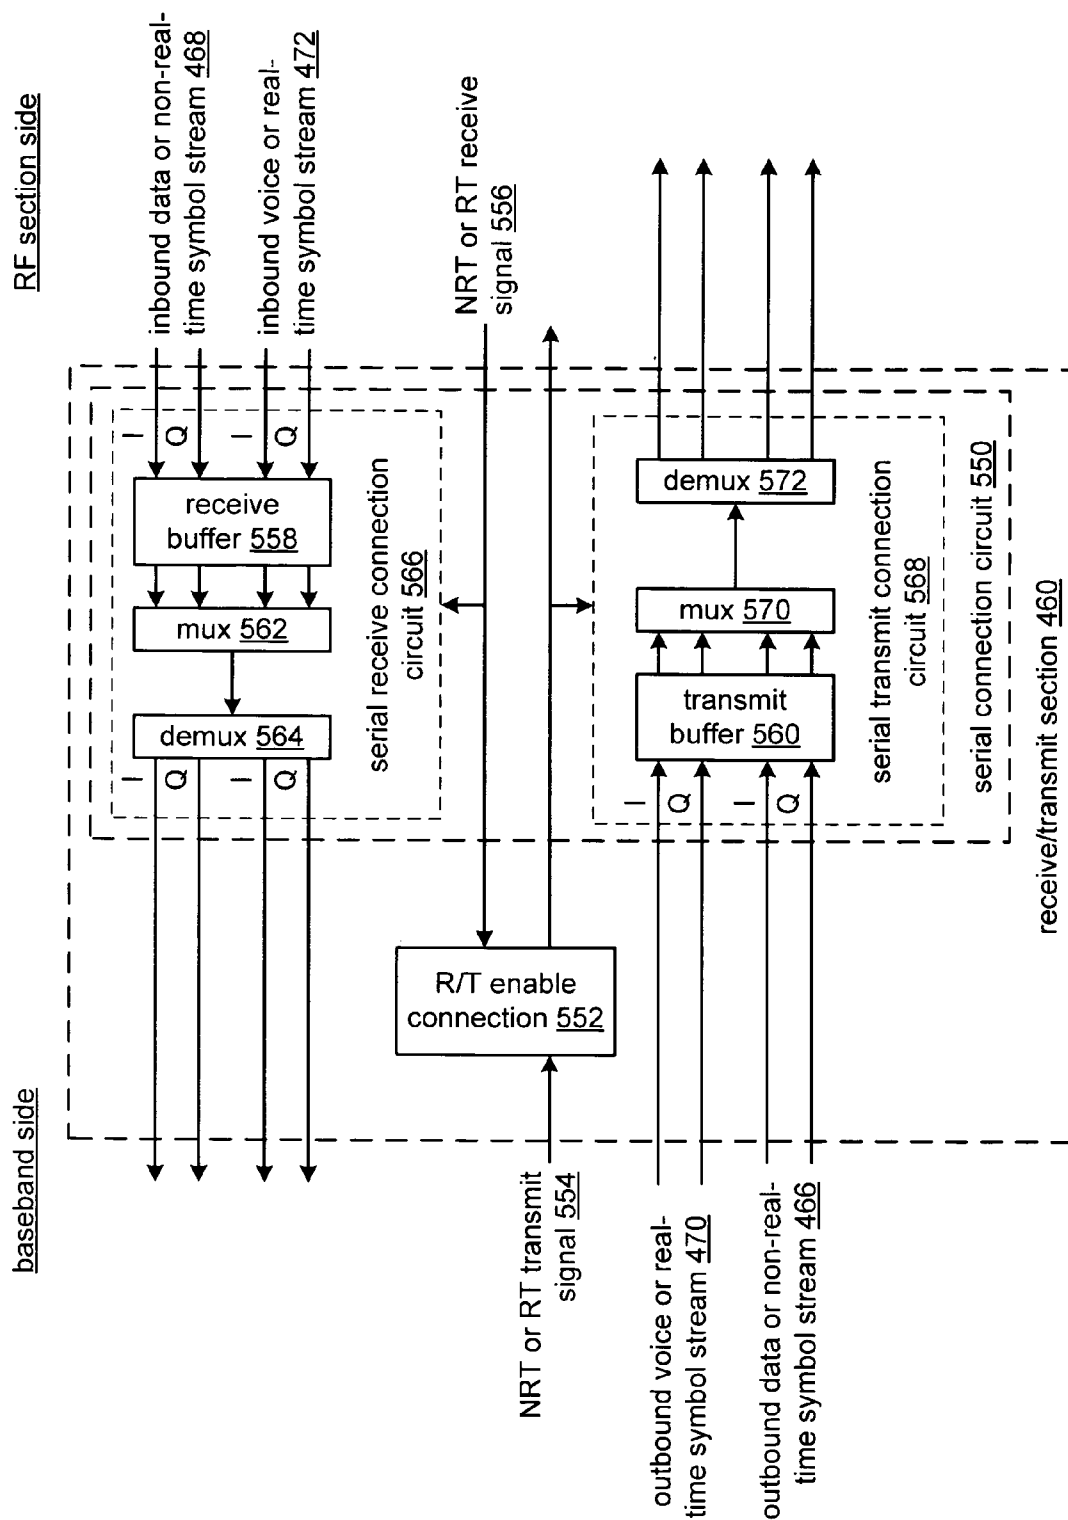 baseband side
RF section side
inbound data or non-real-
time symbol stream 468
inbound voice or real-
time symbol stream 472
I
Q
I
Q
receive
buffer 558
mux 562
demux 564
I
Q
I
Q
serial receive connection
circuit 566
NRT or RT receive
signal 556
R/T enable
connection 552
NRT or RT transmit
signal 554
outbound voice or real-
time symbol stream 470
outbound data or non-real-
time symbol stream 466
I
Q
I
Q
transmit
buffer 560
mux 570
demux 572
serial transmit connection
circuit 568
serial connection circuit 550
receive/transmit section 460